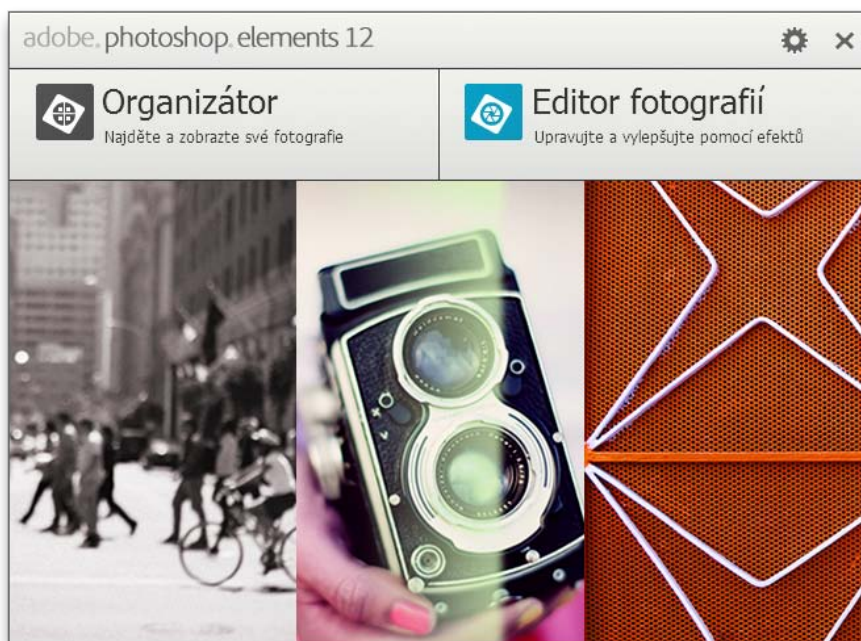 adobe. photoshop. elements 12
Organizátor
Najděte a zobrazte své fotografie
Editor fotografií
Upravujte a vylepšujte pomocí efektů